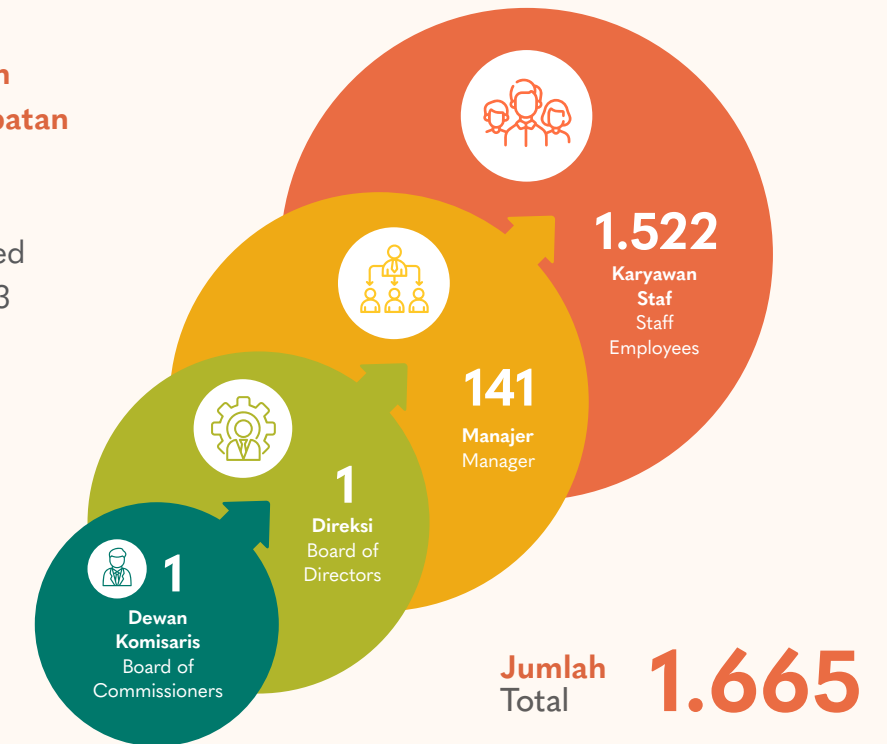 1.522
Karyawan
Staf
Staff
Employees
141
Manajer
Manager
1
Direksi
Board of
Directors
1
Dewan
Komisaris
Board of
Commissioners
Jumlah
Total
1.665